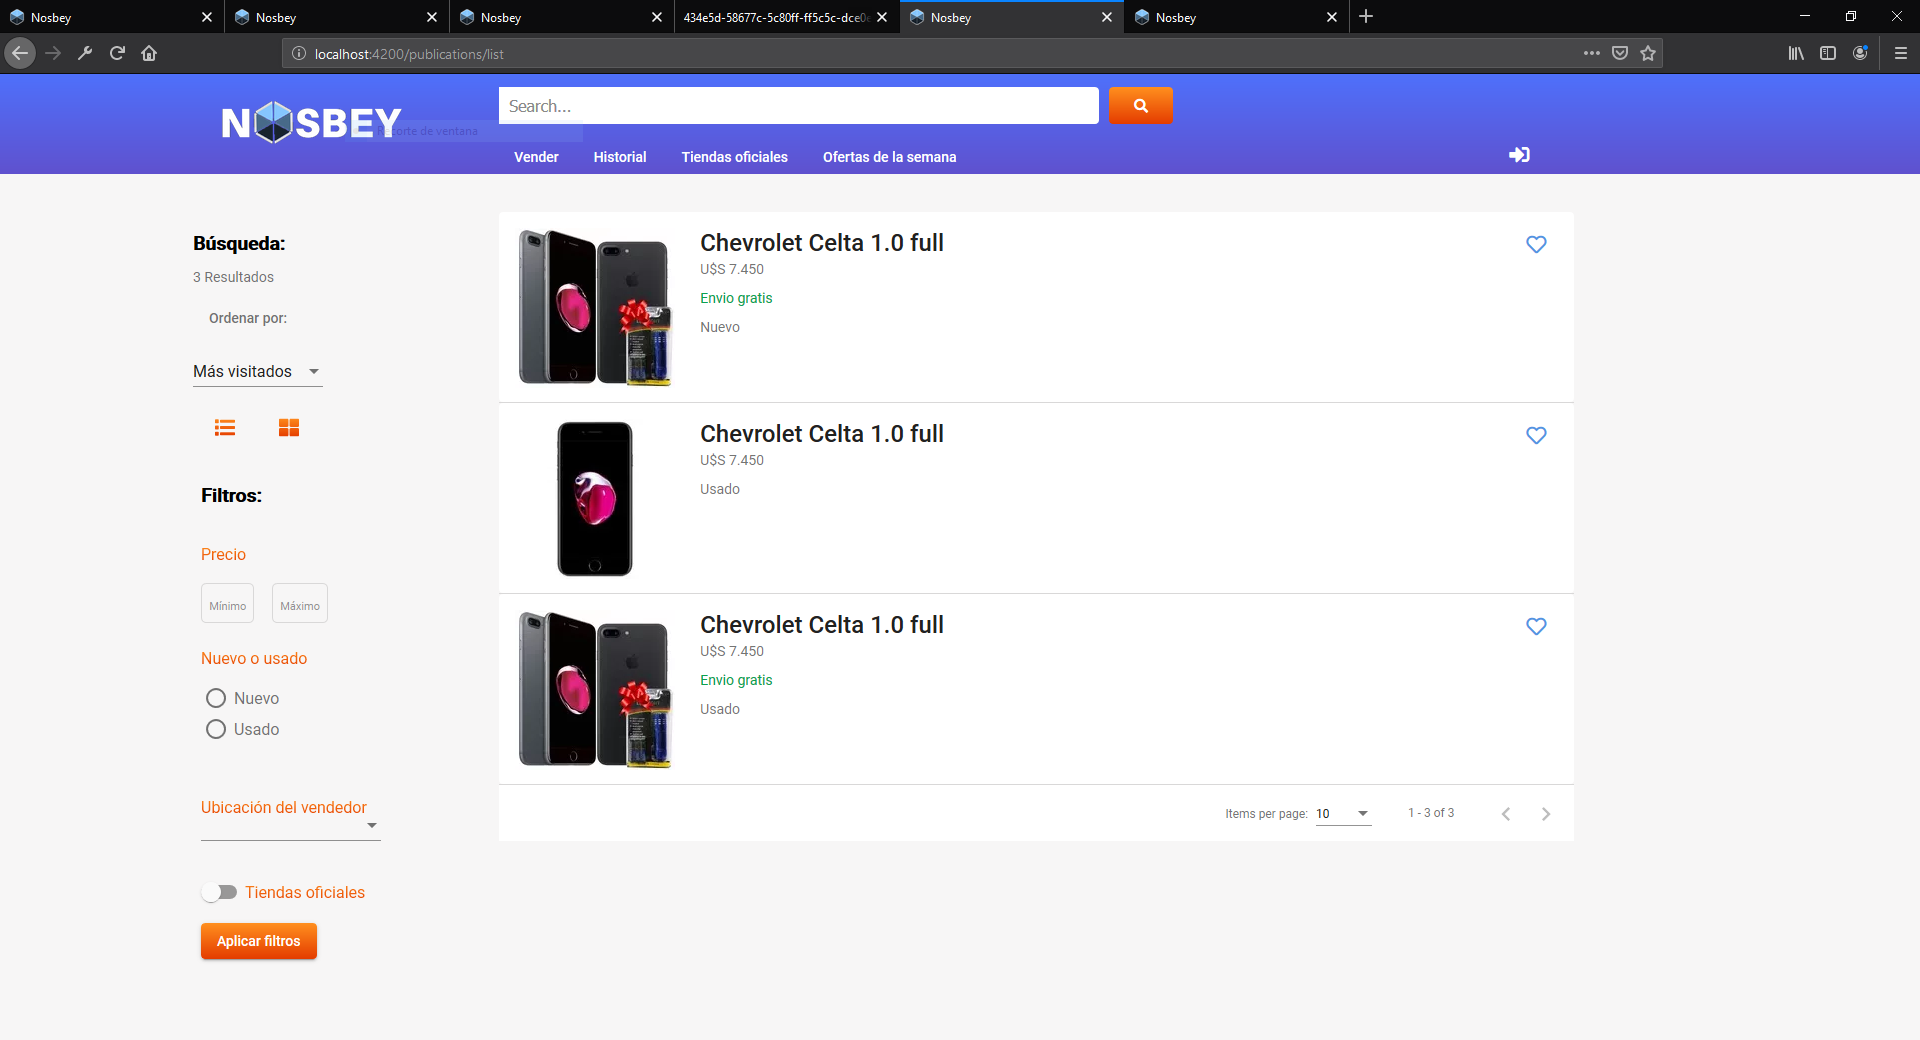 Nosbey
Nosbey
Nosbey
434e5d-58677c-5c80ff-ff5c5c-dce0
Nosbey
Nosbey
localhost:4200/publications/list
NOSBEY
Search...
Recorte de ventana
Vender
Historial
Tiendas oficiales
Ofertas de la semana
Búsqueda:
3 Resultados
Ordenar por:
Más visitados
Filtros:
Precio
Mínimo
Máximo
Nuevo o usado
Nuevo
Usado
Ubicación del vendedor
Tiendas oficiales
Aplicar filtros
Chevrolet Celta 1.0 full
U$S 7.450
Envio gratis
Nuevo
Chevrolet Celta 1.0 full
U$S 7.450
Usado
Chevrolet Celta 1.0 full
U$S 7.450
Envio gratis
Usado
Items per page: 10
1 - 3 of 3